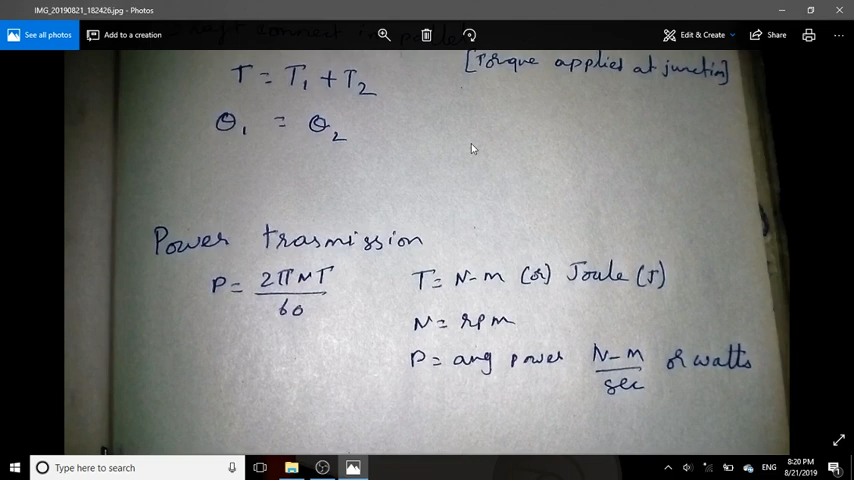 IMG_20190821_182426.jpg - Photos
See all photos
Add to a creation
Edit & Create
Share
connect in
[Torque applied at junction]
T = T1 + T2
θ1 = θ2
Power trasmission
P = 2πNT / 60
T = N-m (or) Joule (J)
N = rpm
P = avg power N-m / sec or watts
Type here to search
ENG
8:20 PM
8/21/2019